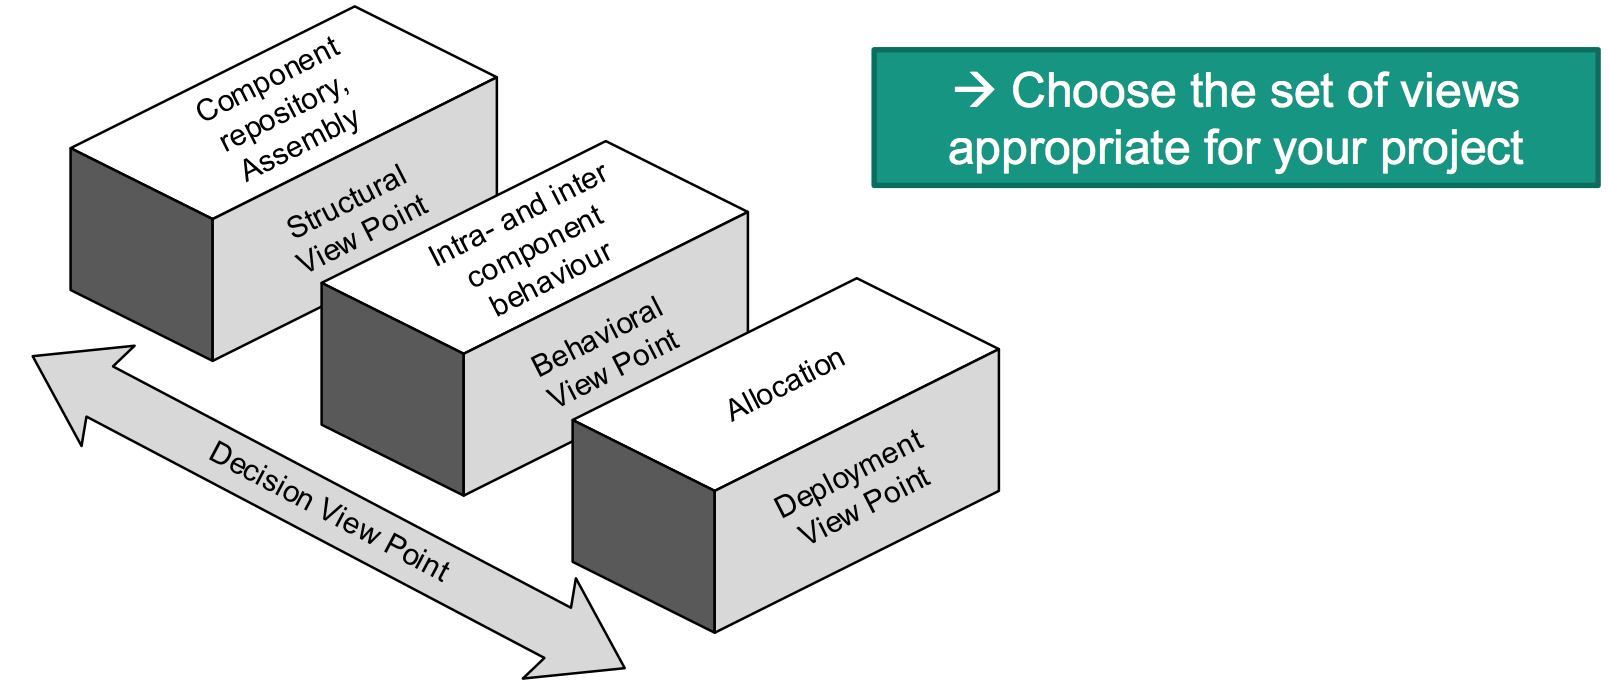 Component
repository,
Assembly
Structural
View Point
Intra- and inter
component
behaviour
Behavioral
View Point
Allocation
Deployment
View Point
Decision View Point
→ Choose the set of views
appropriate for your project